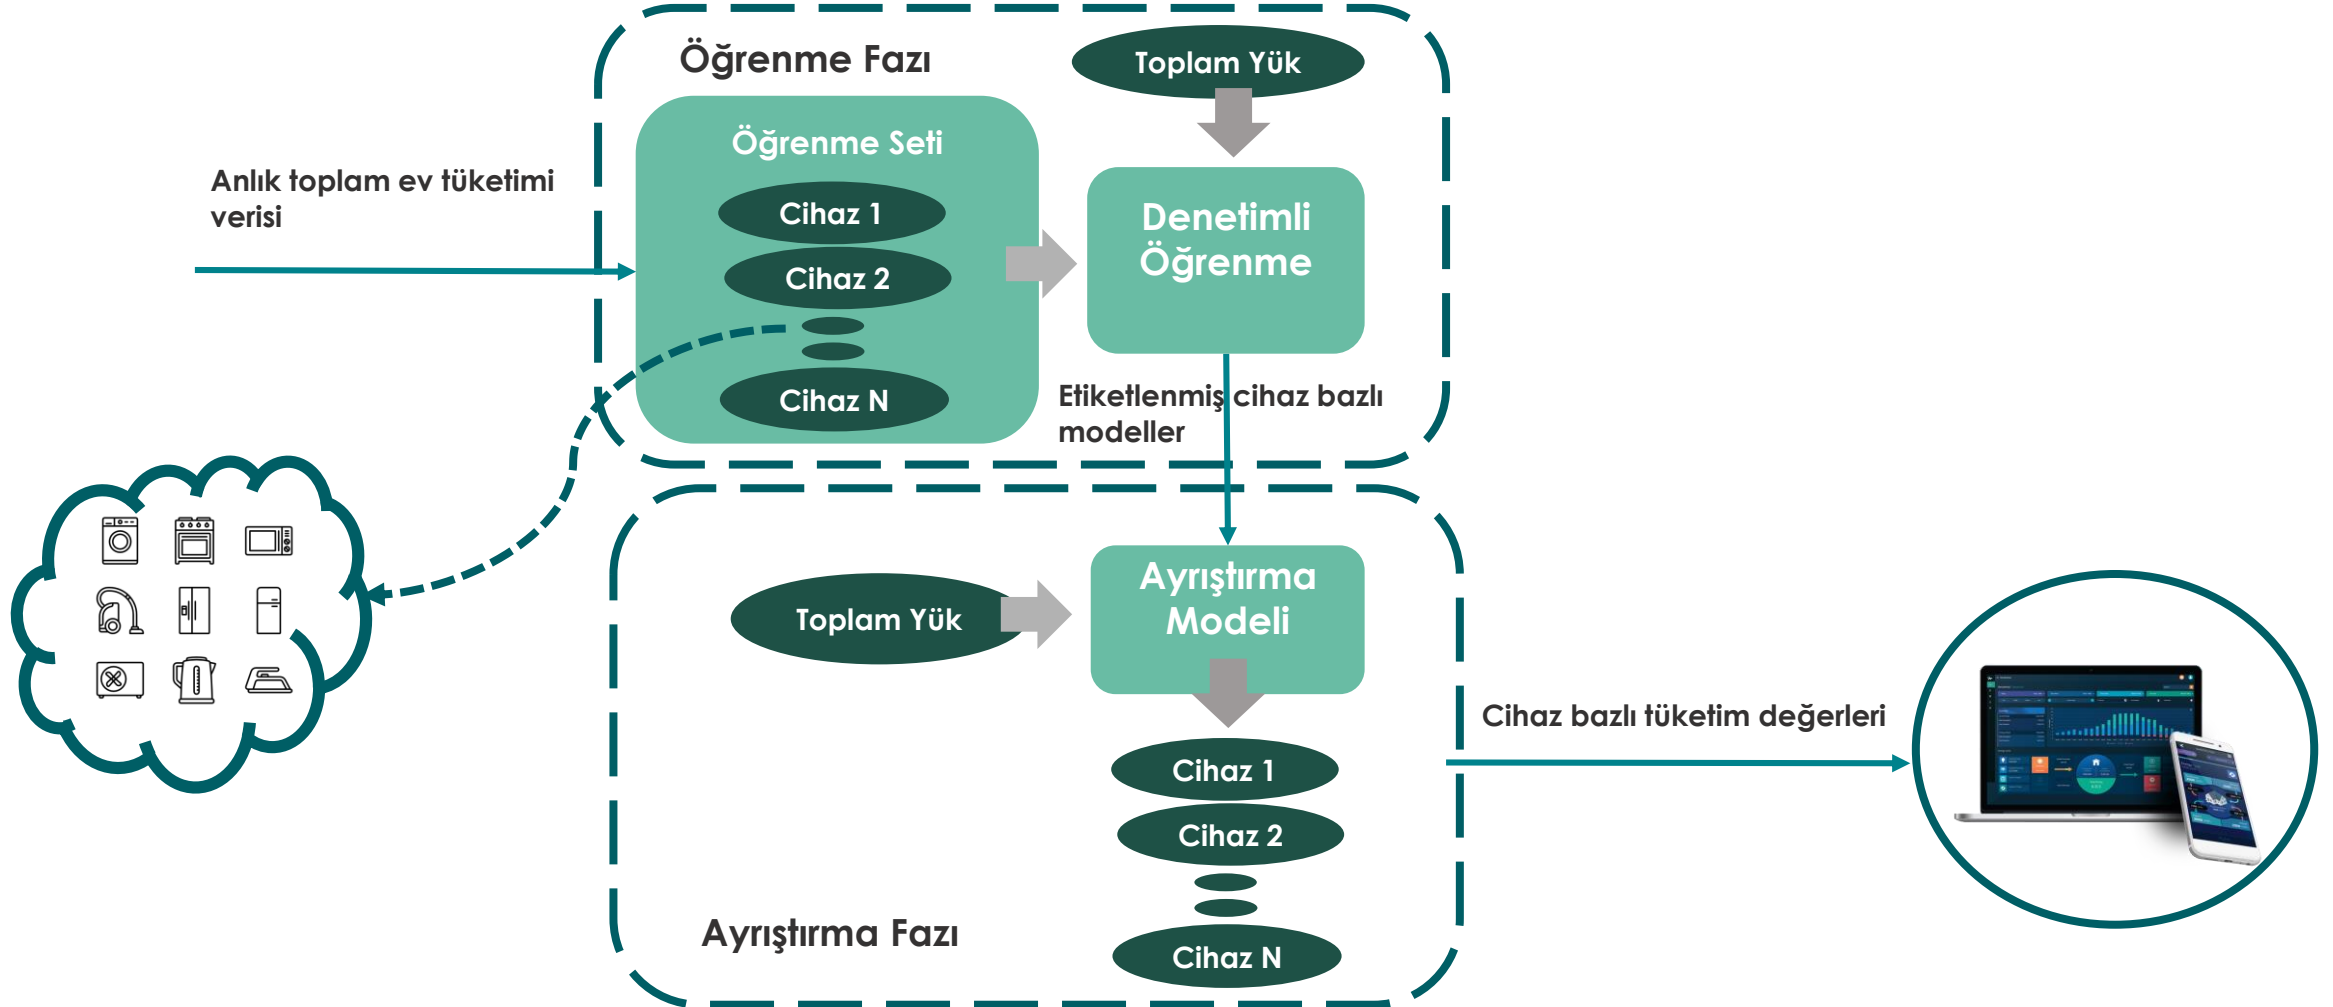 Öğrenme Fazı
Toplam Yük
Öğrenme Seti
Anlık toplam ev tüketimi
verisi
Cihaz 1
Cihaz 2
Cihaz N
Denetimli
Öğrenme
Etiketlenmiş cihaz bazlı
modeller
Ayrıştırma
Modeli
Toplam Yük
Cihaz bazlı tüketim değerleri
Cihaz 1
Cihaz 2
Cihaz N
Ayrıştırma Fazı